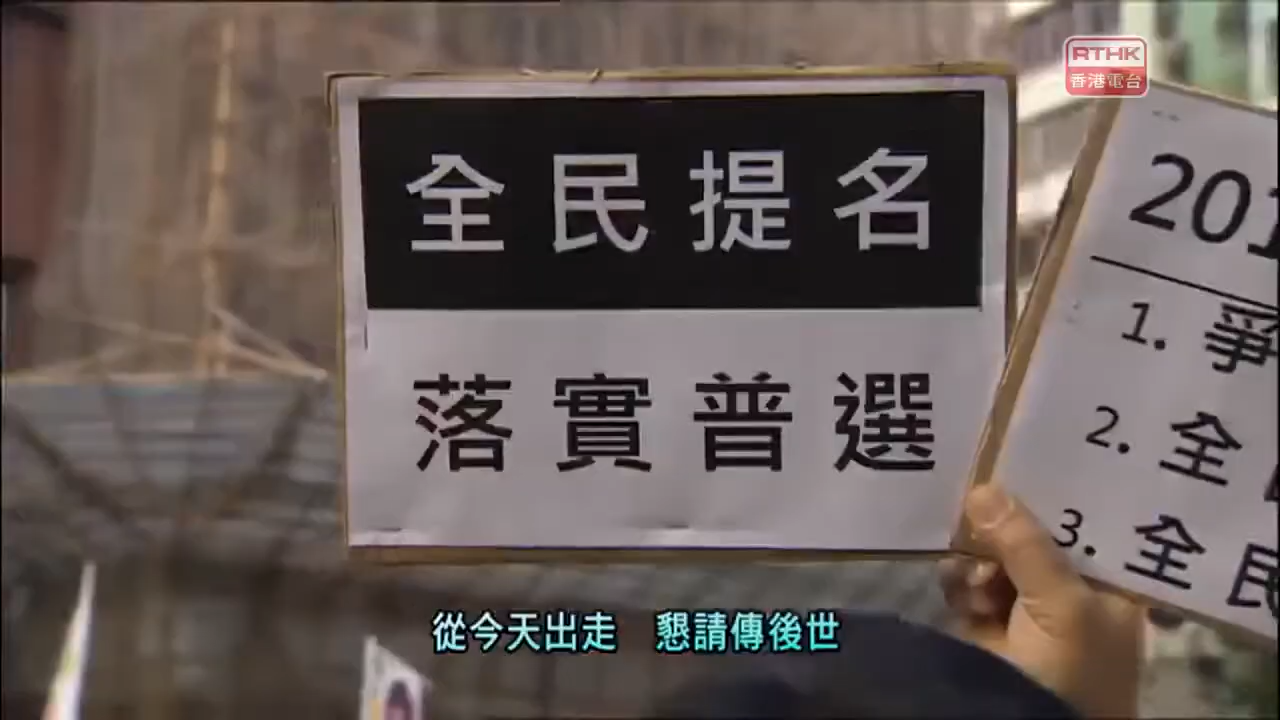 RTHK
香港電台
全民提名
落實普選
201
1. 爭
2. 全
3. 全民
從今天出走 懇請傳後世